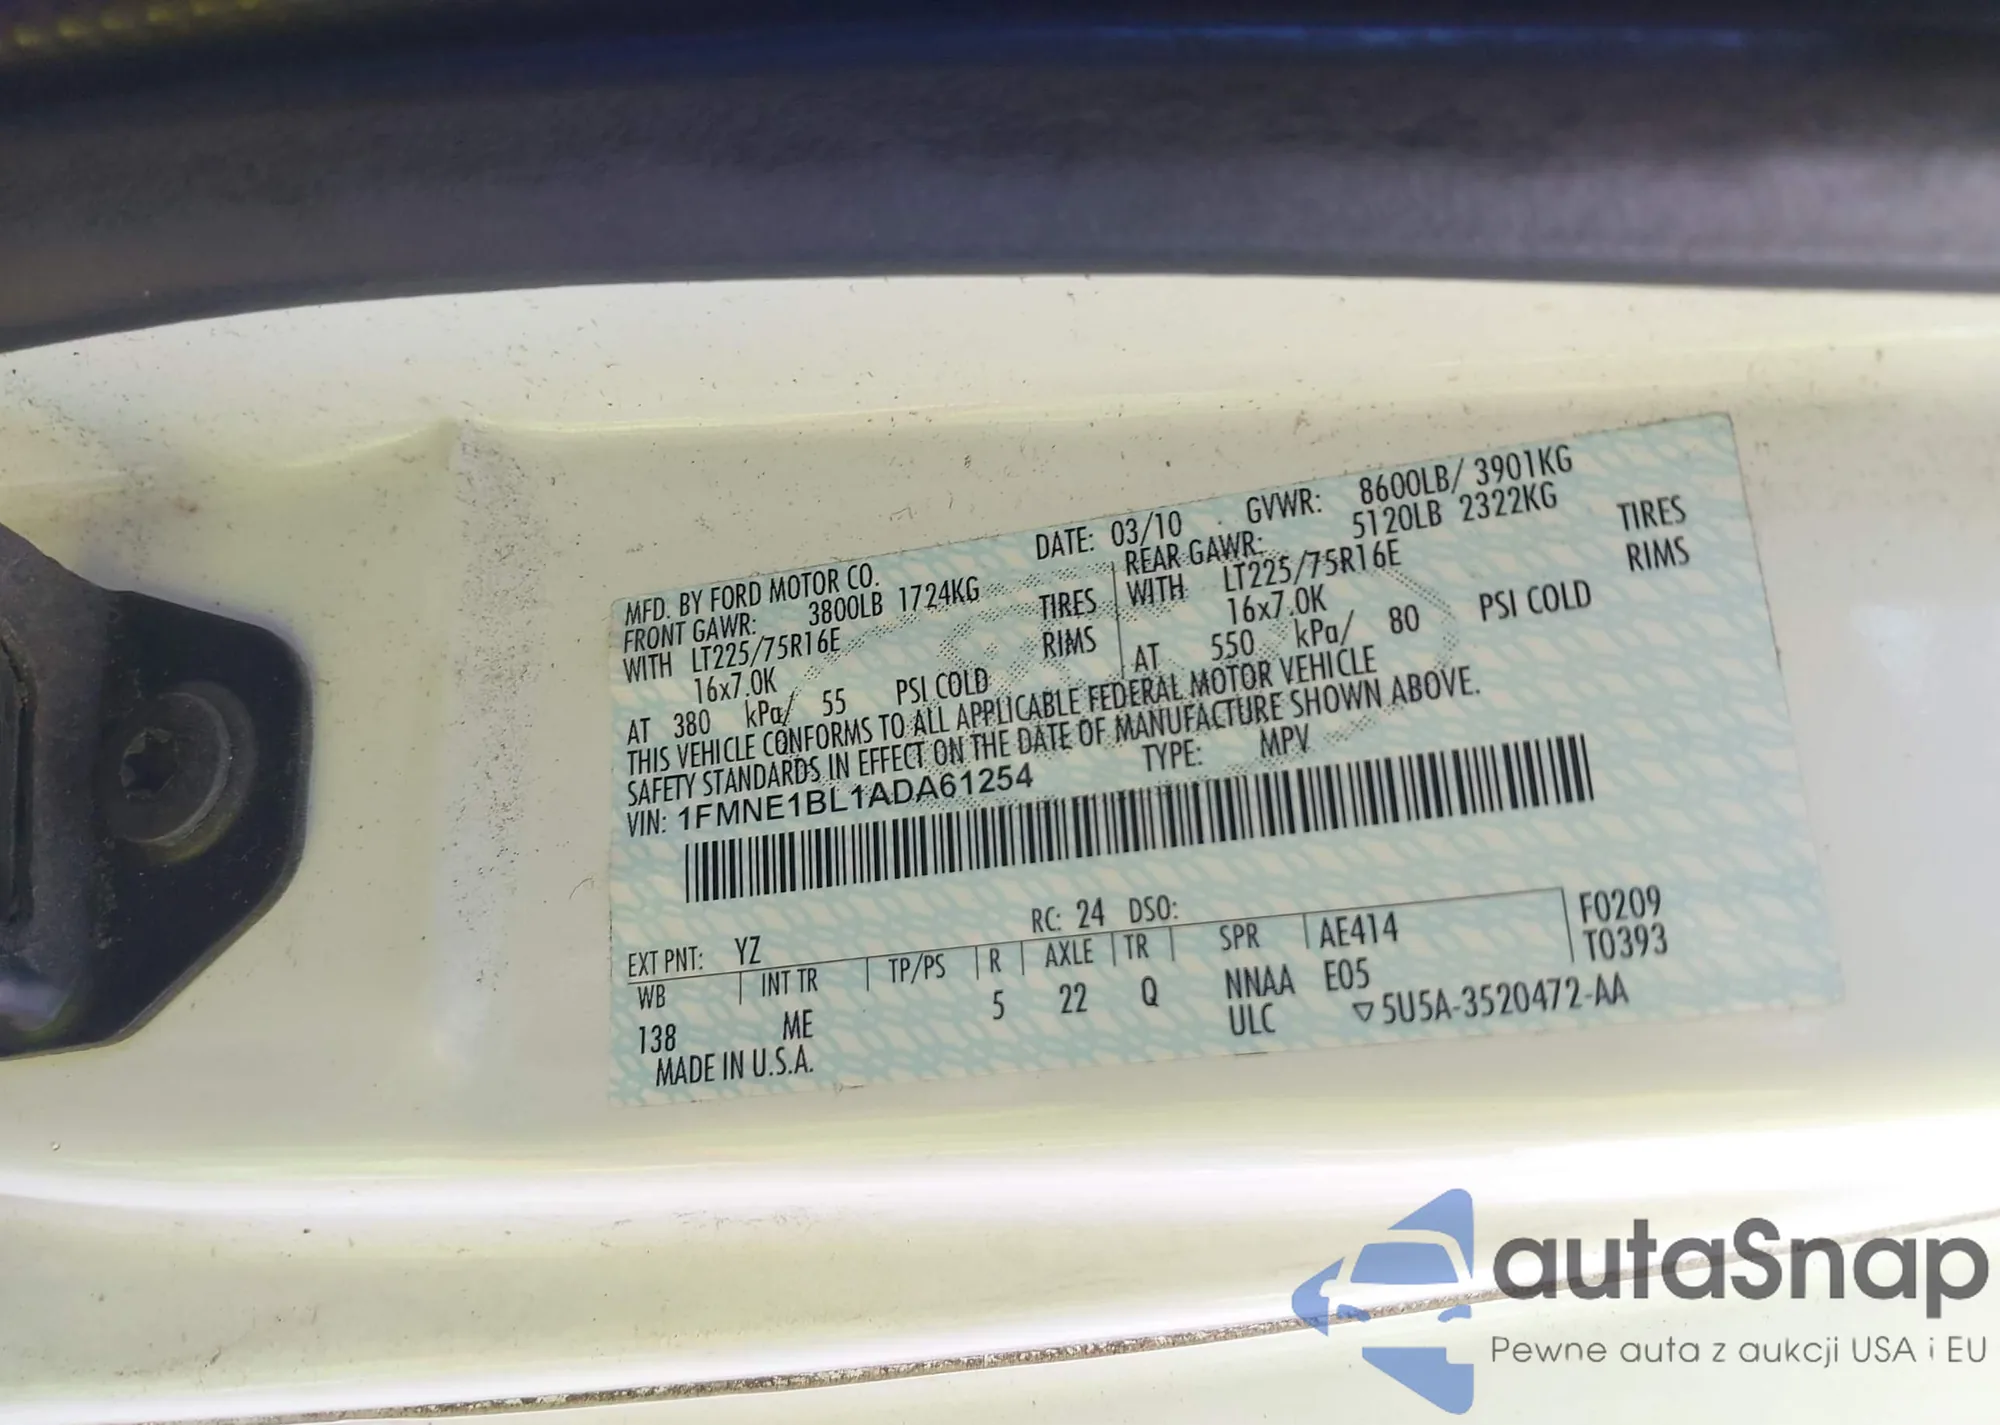 MFD. BY FORD MOTOR CO.
DATE: 03/10 GVWR: 8600LB/ 3901KG
FRONT GAWR: 3800LB 1724KG
REAR GAWR: 5120LB 2322KG
WITH LT225/75R16E TIRES
WITH LT225/75R16E TIRES
16x7.0K RIMS
16x7.0K RIMS
AT 380 kPa/ 55 PSI COLD
AT 550 kPa/ 80 PSI COLD
THIS VEHICLE CONFORMS TO ALL APPLICABLE FEDERAL MOTOR VEHICLE
SAFETY STANDARDS IN EFFECT ON THE DATE OF MANUFACTURE SHOWN ABOVE.
VIN: 1FMNE1BL1ADA61254 TYPE: MPV
EXT PNT: YZ RC: 24 DSO: F0209
WB INT TR TP/PS R AXLE TR SPR AE414 T0393
138 ME 5 22 Q NNAA E05
MADE IN U.S.A. ULC ▽5U5A-3520472-AA
autaSnap
Pewne auta z aukcji USA i EU